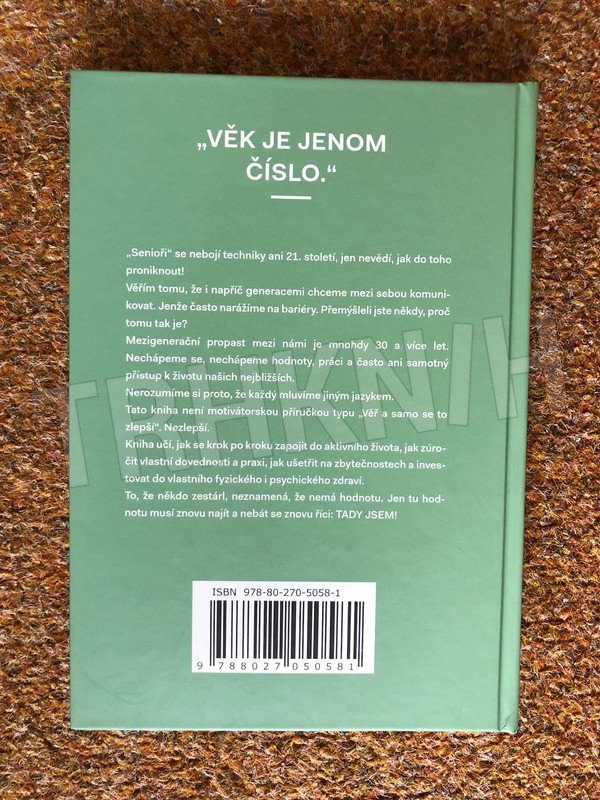 „VĚK JE JENOM
ČÍSLO.“
„Senioři“ se nebojí techniky ani 21. století, jen nevědí, jak do toho
proniknout!
Věřím tomu, že i napříč generacemi chceme mezi sebou komuni-
kovat. Jenže často narážíme na bariéry. Přemýšleli jste někdy, proč
tomu tak je?
Mezigenerační propast mezi námi je mnohdy 30 a více let.
Nechápeme se, nechápeme hodnoty, práci a často ani samotný
přístup k životu našich nejbližších.
Nerozumíme si proto, že každý mluvíme jiným jazykem.
Tato kniha není motivátorskou příručkou typu „Věř a samo se to
zlepší“. Nezlepší.
Kniha učí, jak se krok po kroku zapojit do aktivního života, jak zúro-
čit vlastní dovednosti a praxi, jak ušetřit na zbytečnostech a inves-
tovat do vlastního fyzického i psychického zdraví.
To, že někdo zestárl, neznamená, že nemá hodnotu. Jen tu hod-
notu musí znovu najít a nebát se znovu říci: TADY JSEM!
ISBN 978-80-270-5058-1
9 788027 050581
TEHKNIH